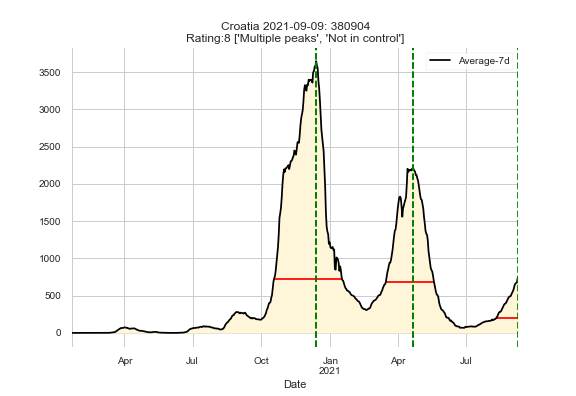 Croatia 2021-09-09: 380904
Rating:8 ['Multiple peaks', 'Not in control']
Average-7d
3500
3000
2500
2000
1500
1000
500
0
Apr Jul Oct Jan Apr Jul
2021
Date